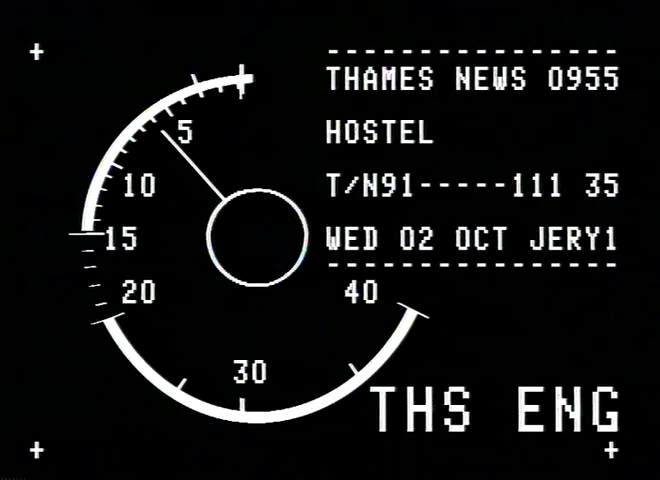 ----------------
THAMES NEWS 0955
HOSTEL
T/N91-----111 35
WED 02 OCT JERY1
----------------
5
10
15
20
40
30
THS ENG